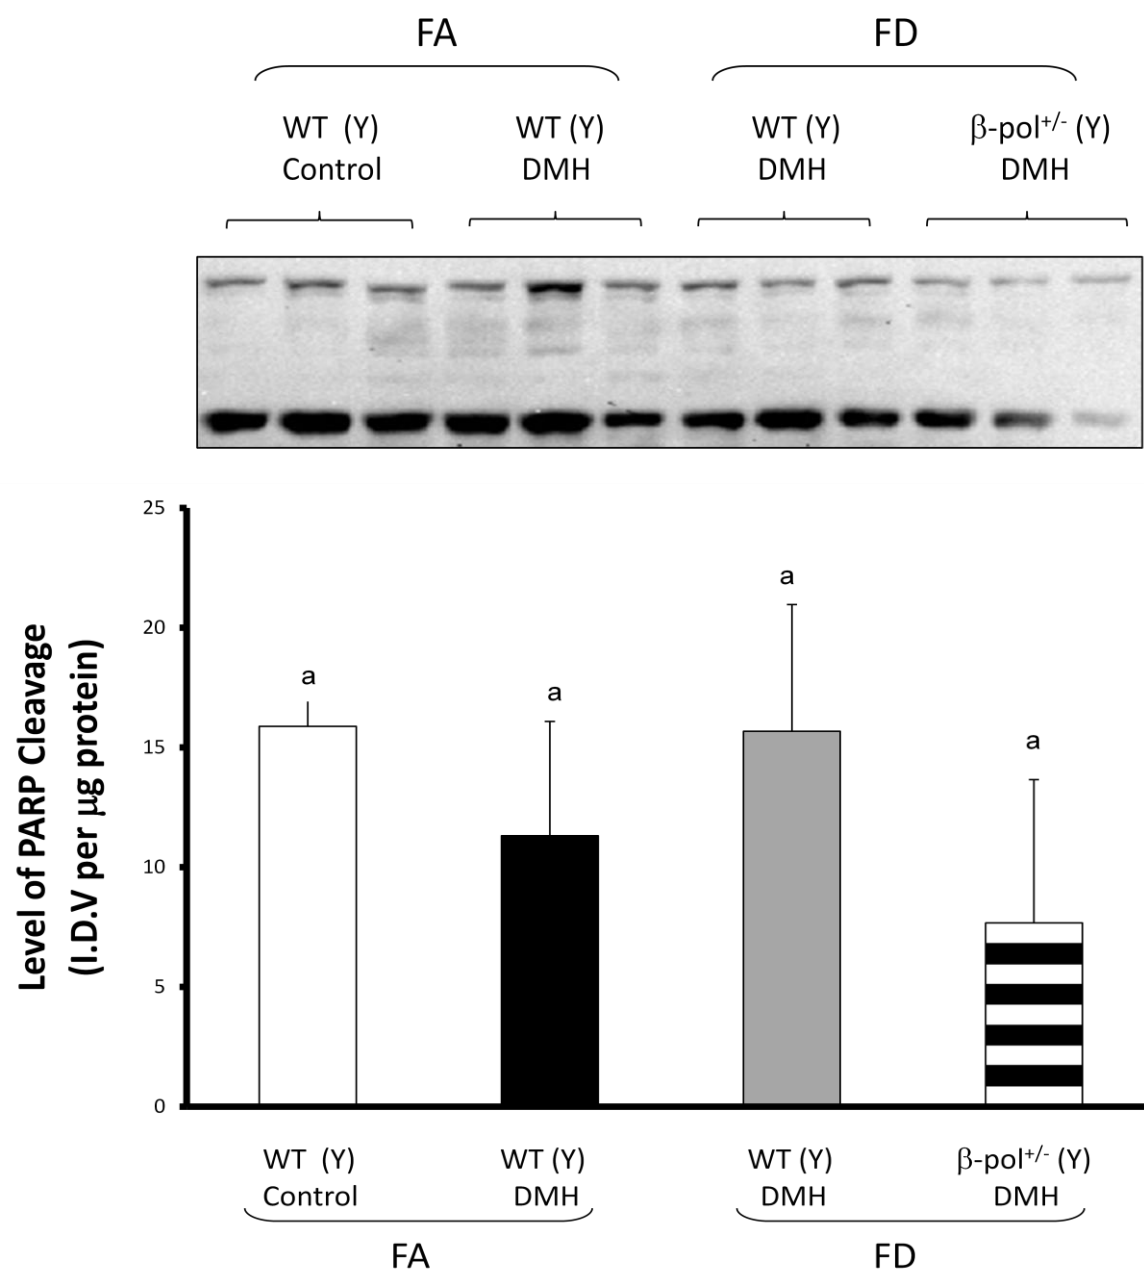 FA FD
WT (Y) WT (Y) WT (Y) β-pol+/- (Y)
Control DMH DMH DMH
25
20
15
10
5
0
Level of PARP Cleavage
(I.D.V per μg protein)
a
a
a
a
WT (Y) WT (Y) WT (Y) β-pol+/- (Y)
Control DMH DMH DMH
FA FD